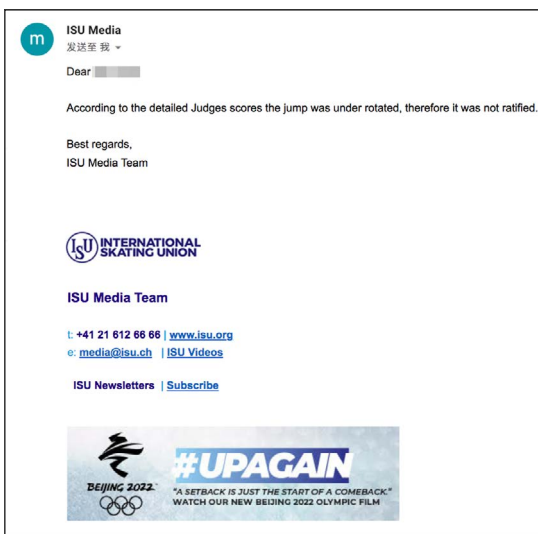 m
ISU Media
发送至 我
Dear
According to the detailed Judges scores the jump was under rotated, therefore it was not ratified.
Best regards,
ISU Media Team
ISU INTERNATIONAL
SKATING UNION
ISU Media Team
t: +41 21 612 66 66 | www.isu.org
e: media@isu.ch | ISU Videos
ISU Newsletters | Subscribe
BEIJING 2022
#UPAGAIN
"A SETBACK IS JUST THE START OF A COMEBACK."
WATCH OUR NEW BEIJING 2022 OLYMPIC FILM